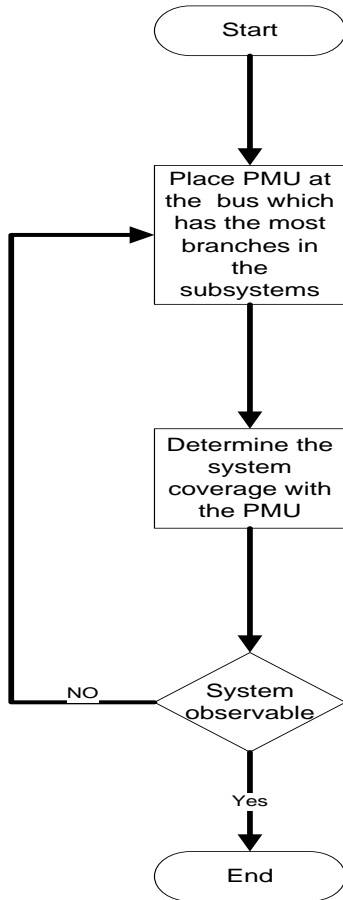 Start
Place PMU at
the bus which
has the most
branches in
the
subsystems
Determine the
system
coverage with
the PMU
System
observable
NO
Yes
End